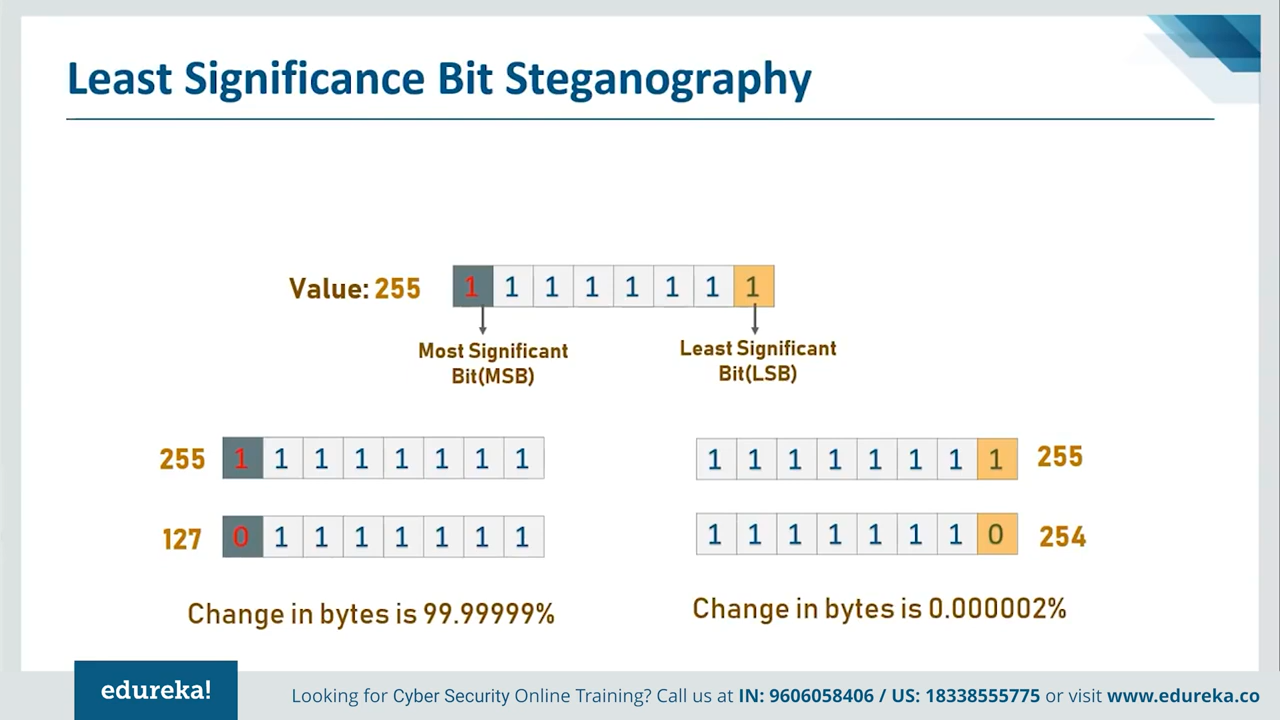 Least Significance Bit Steganography
Value: 255 1 1 1 1 1 1 1 1
Most Significant
Bit(MSB)
Least Significant
Bit(LSB)
255 1 1 1 1 1 1 1 1
1 1 1 1 1 1 1 1 255
127 0 1 1 1 1 1 1 1
1 1 1 1 1 1 1 0 254
Change in bytes is 99.99999%
Change in bytes is 0.000002%
edureka!
Looking for Cyber Security Online Training? Call us at IN: 9606058406 / US: 18338555775 or visit www.edureka.co